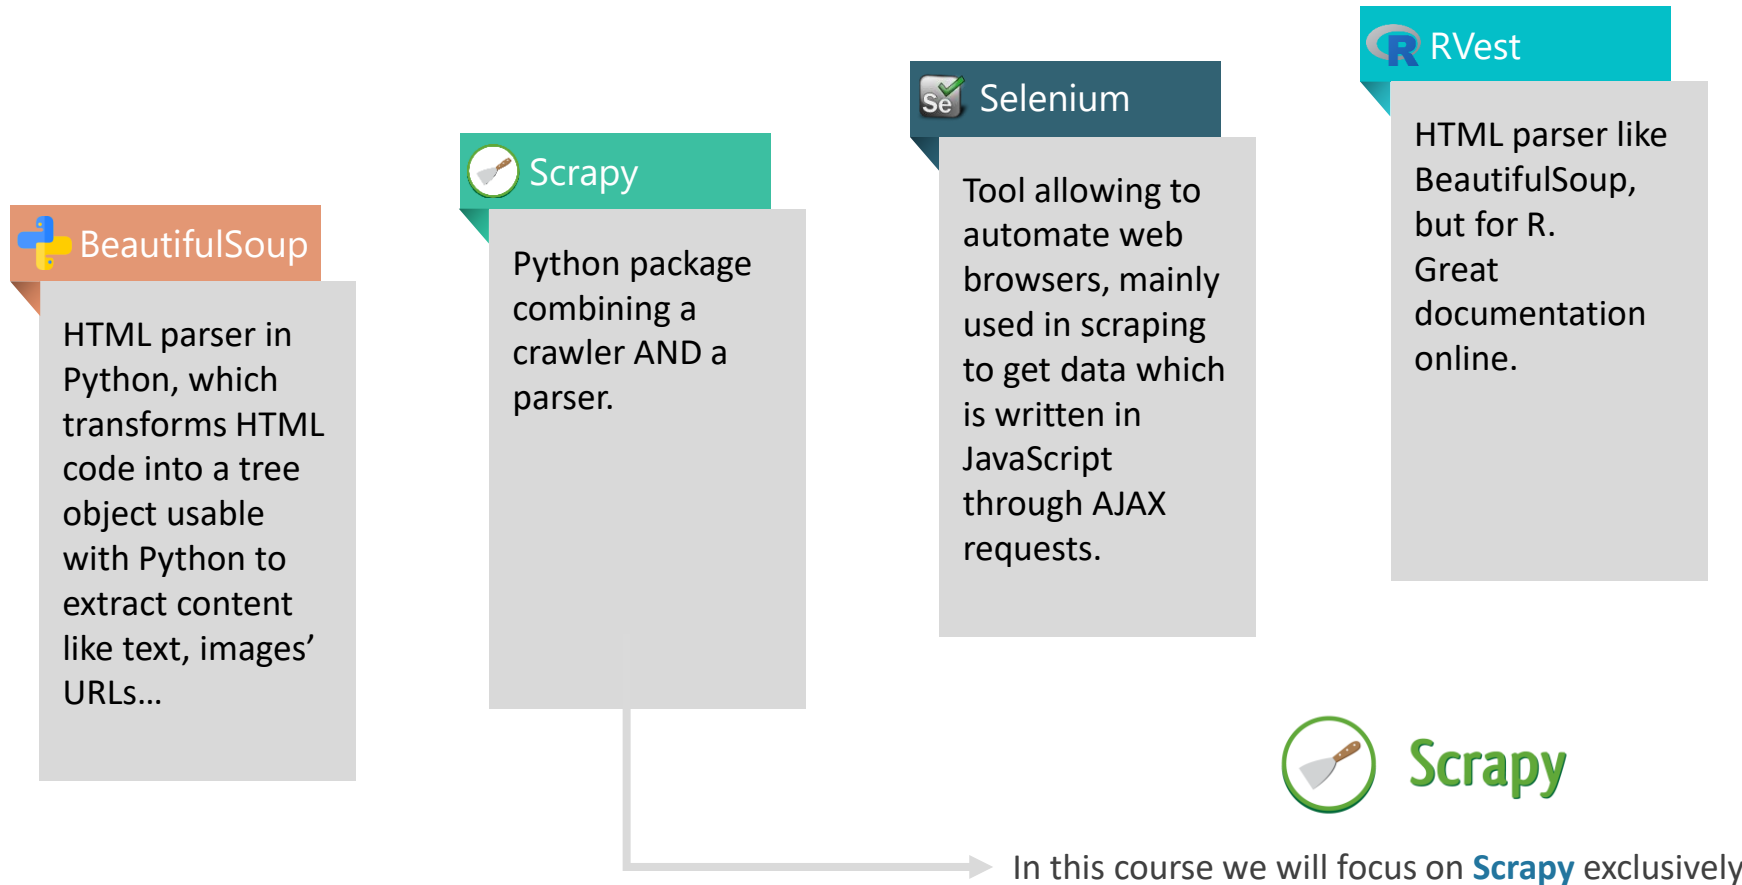 BeautifulSoup
HTML parser in
Python, which
transforms HTML
code into a tree
object usable
with Python to
extract content
like text, images’
URLs…
Scrapy
Python package
combining a
crawler AND a
parser.
Se
Selenium
Tool allowing to
automate web
browsers, mainly
used in scraping
to get data which
is written in
JavaScript
through AJAX
requests.
R
RVest
HTML parser like
BeautifulSoup,
but for R.
Great
documentation
online.
Scrapy
In this course we will focus on Scrapy exclusively